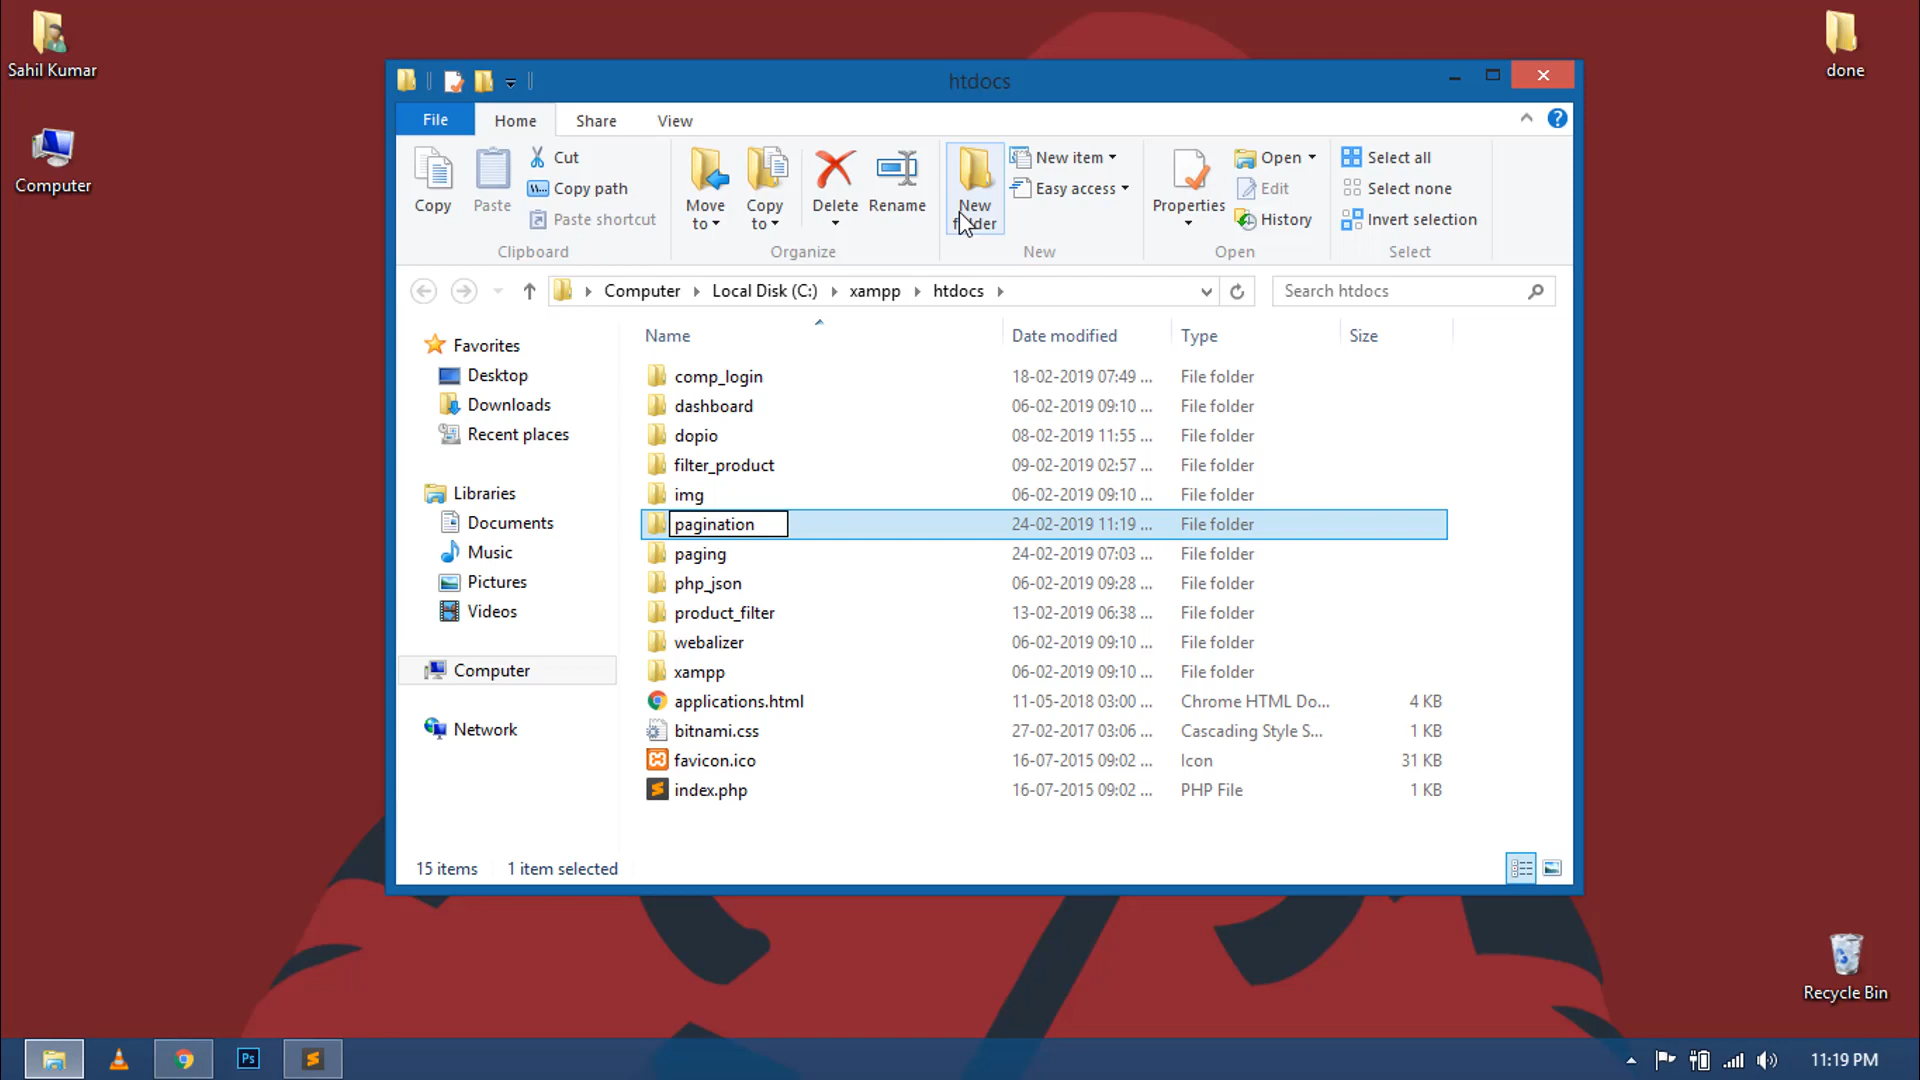 Sahil Kumar
Computer
done
Recycle Bin
htdocs
File Home Share View
Copy
Paste
Cut
Copy path
Paste shortcut
Clipboard
Move to
Copy to
Delete
Rename
Organize
New folder
New item
Easy access
New
Properties
Open
Edit
History
Open
Select all
Select none
Invert selection
Select
Computer Local Disk (C:) xampp htdocs
Search htdocs
Favorites
Desktop
Downloads
Recent places
Libraries
Documents
Music
Pictures
Videos
Computer
Network
Name Date modified Type Size
comp_login 18-02-2019 07:49 ... File folder
dashboard 06-02-2019 09:10 ... File folder
dopio 08-02-2019 11:55 ... File folder
filter_product 09-02-2019 02:57 ... File folder
img 06-02-2019 09:10 ... File folder
pagination 24-02-2019 11:19 ... File folder
paging 24-02-2019 07:03 ... File folder
php_json 06-02-2019 09:28 ... File folder
product_filter 13-02-2019 06:38 ... File folder
webalizer 06-02-2019 09:10 ... File folder
xampp 06-02-2019 09:10 ... File folder
applications.html 11-05-2018 03:00 ... Chrome HTML Do... 4 KB
bitnami.css 27-02-2017 03:06 ... Cascading Style S... 1 KB
favicon.ico 16-07-2015 09:02 ... Icon 31 KB
index.php 16-07-2015 09:02 ... PHP File 1 KB
15 items 1 item selected
Ps
11:19 PM